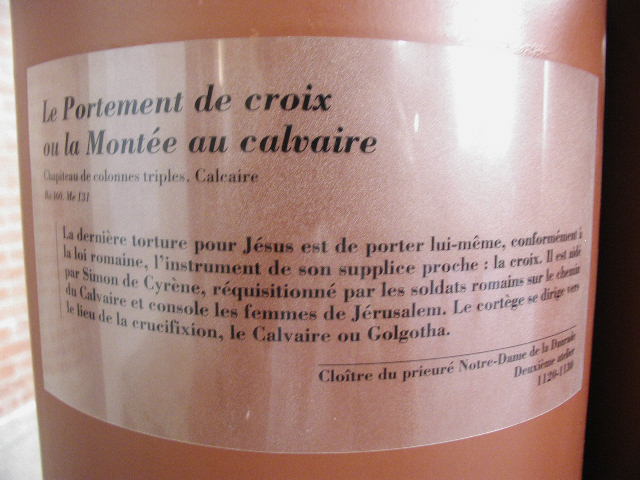 Le Portement de croix
ou la Montée au calvaire
Chapiteau de colonnes triples. Calcaire
Me 131
La dernière torture pour Jésus est de porter lui-même, conformément à
la loi romaine, l'instrument de son supplice proche : la croix. Il est aidé
par Simon de Cyrène, réquisitionné par les soldats romains sur le chemin
du Calvaire et console les femmes de Jérusalem. Le cortège se dirige vers
le lieu de la crucifixion, le Calvaire ou Golgotha.
Cloître du prieuré Notre-Dame de la Daurade
Deuxième atelier
1120-1130